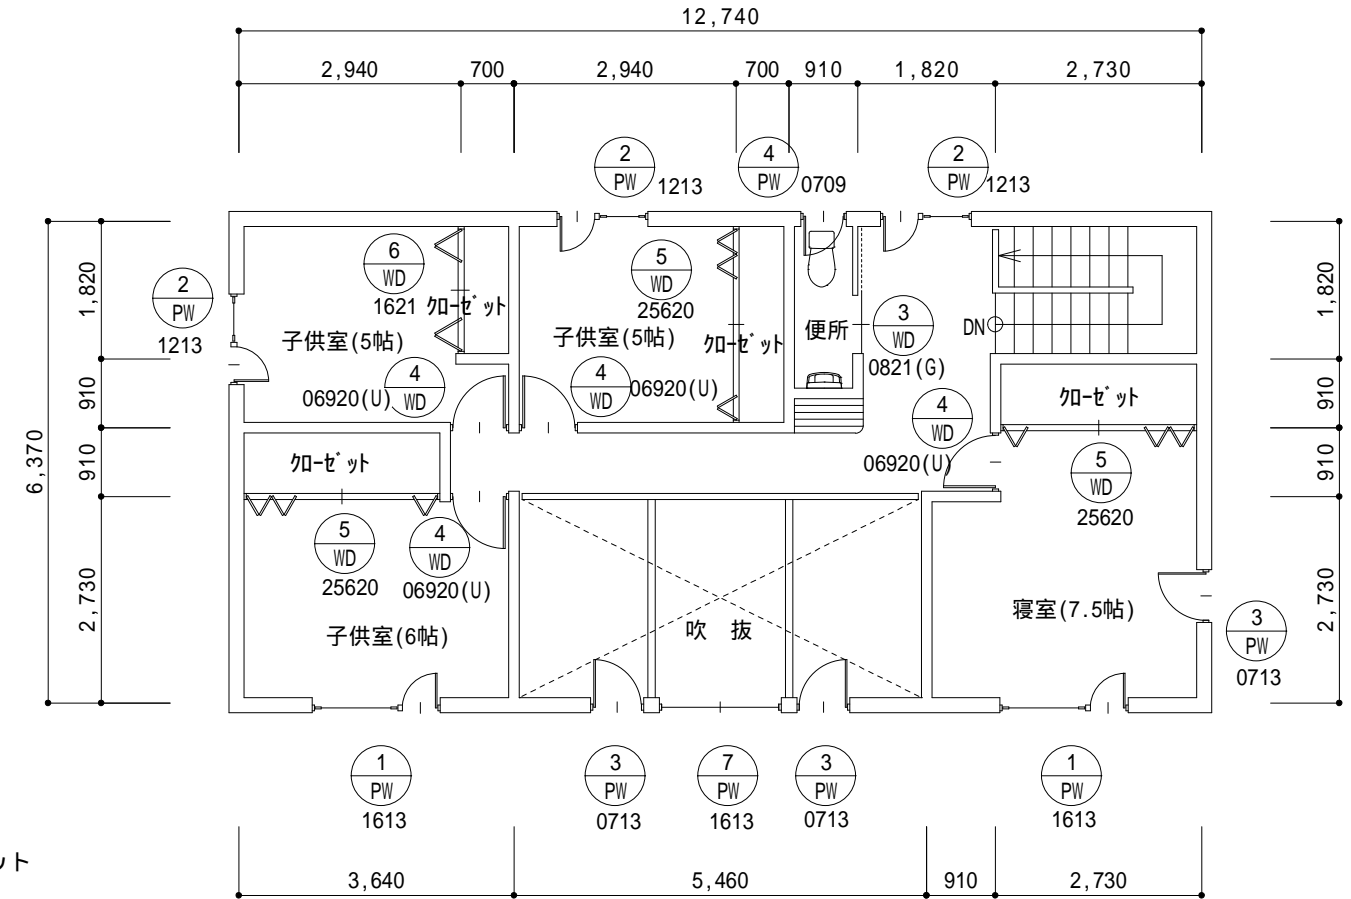 12,740
2,940
700
2,940
700
910
1,820
2,730
2
PW
1213
4
PW
0709
2
PW
1213
6
WD
1621
5
WD
25620
2
PW
1213
1,820
1,820
ｸﾛｰｾﾞｯﾄ
子供室(5帖)
子供室(5帖)
ｸﾛｰｾﾞｯﾄ
便所
3
WD
0821(G)
DN
4
WD
06920(U)
4
WD
06920(U)
910
910
ｸﾛｰｾﾞｯﾄ
4
WD
06920(U)
6,370
910
910
ｸﾛｰｾﾞｯﾄ
5
WD
25620
5
WD
25620
4
WD
06920(U)
2,730
2,730
子供室(6帖)
吹 抜
寝室(7.5帖)
3
PW
0713
1
PW
1613
3
PW
0713
7
PW
1613
3
PW
0713
1
PW
1613
ット
3,640
5,460
910
2,730